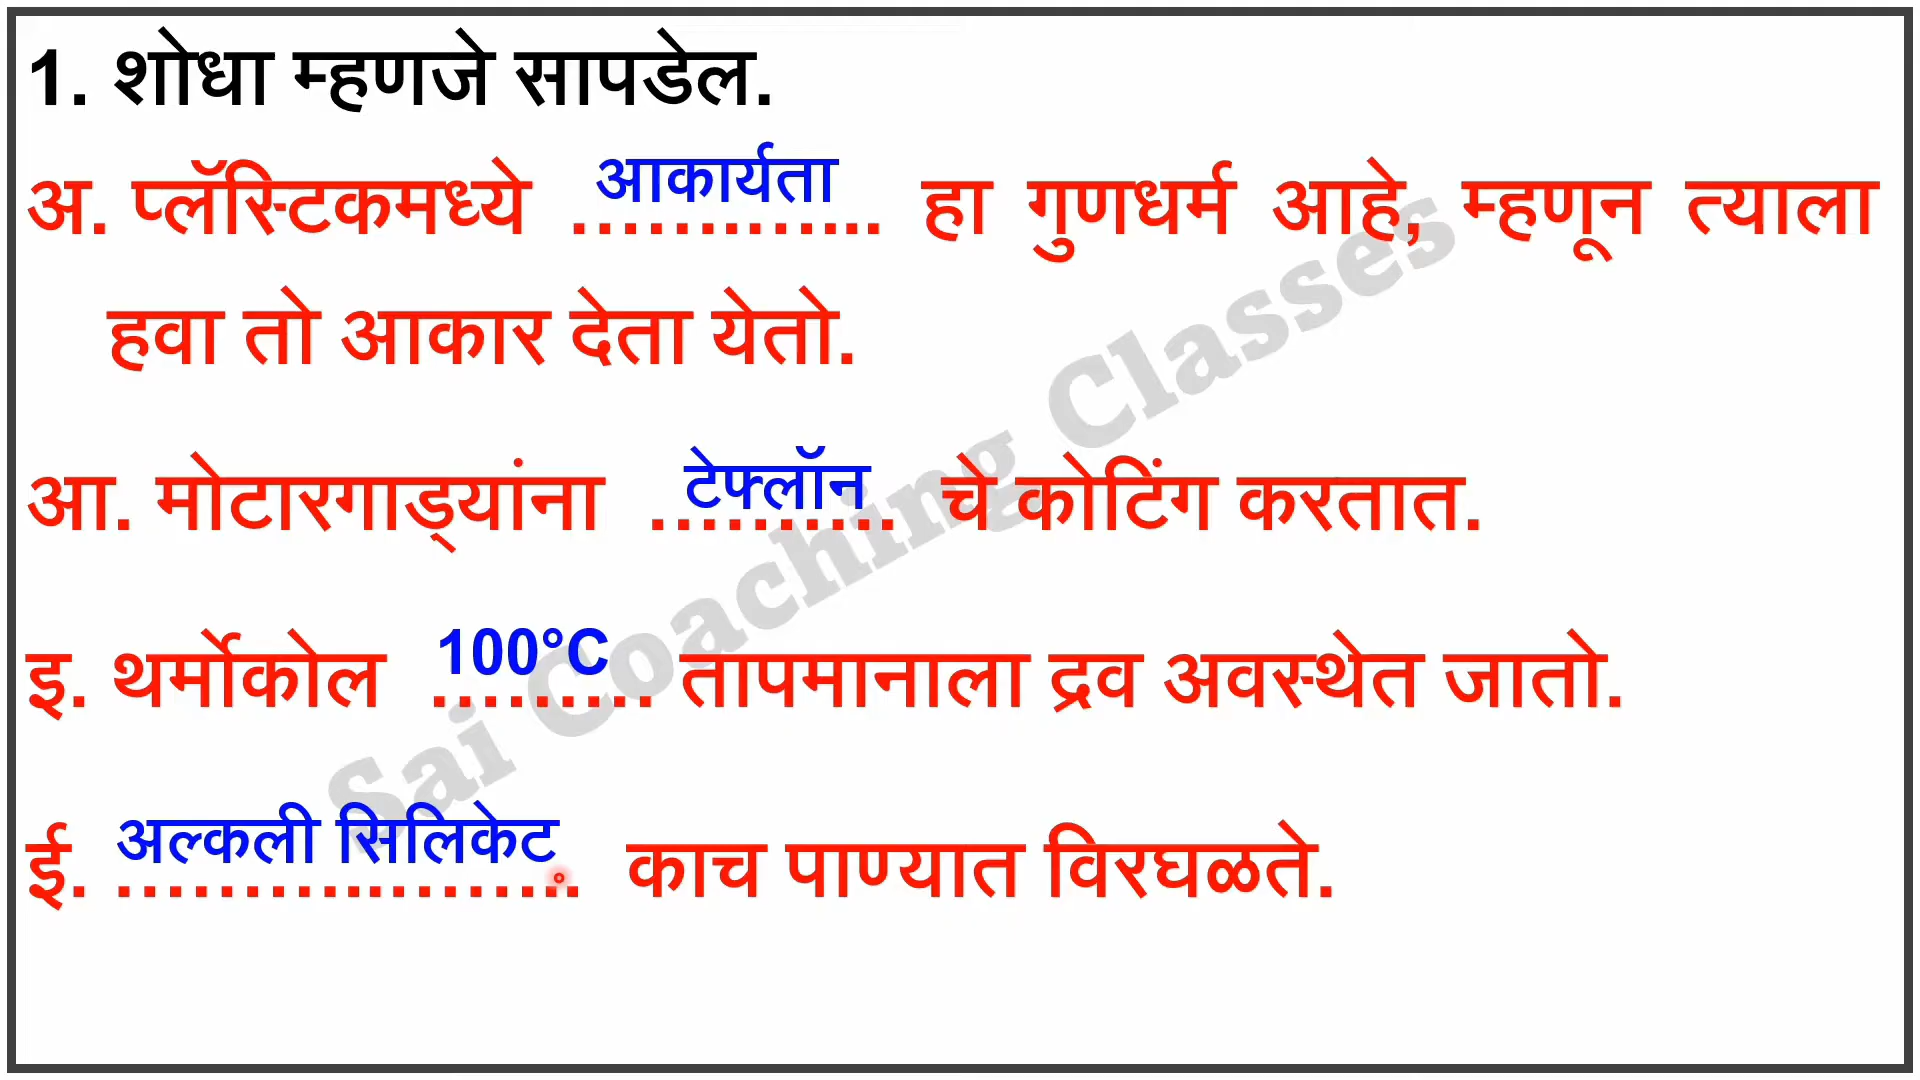 1. शोधा म्हणजे सापडेल.
अ. प्लॅस्टिकमध्ये ....आकार्यता.... हा गुणधर्म आहे, म्हणून त्याला
हवा तो आकार देता येतो.
आ. मोटारगाड्यांना ....टेफ्लॉन.... चे कोटिंग करतात.
इ. थर्मोकोल ....100°C.... तापमानाला द्रव अवस्थेत जातो.
ई. ....अल्कली सिलिकेट.... काच पाण्यात विरघळते.
Sai Coaching Classes